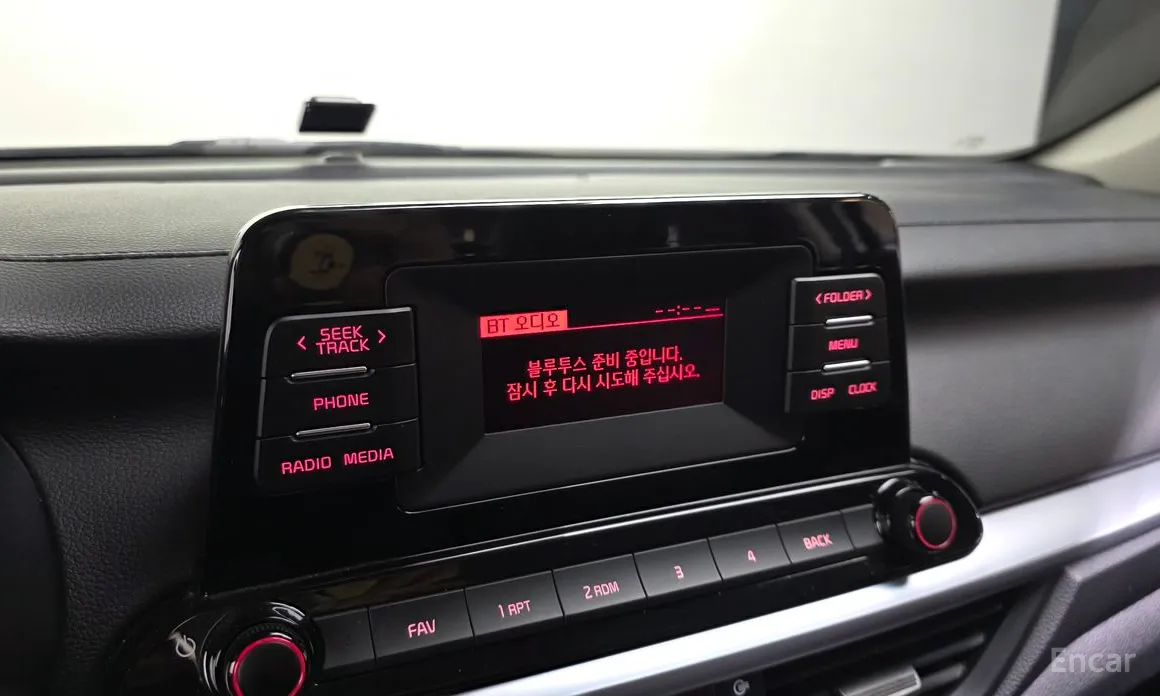 SEEK
TRACK
PHONE
RADIO MEDIA
BT 오디오 --:--
블루투스 준비 중입니다.
잠시 후 다시 시도해 주십시오.
FOLDER
MENU
DISP CLOCK
FAV
1 RPT
2 RDM
3
4
BACK
Encar